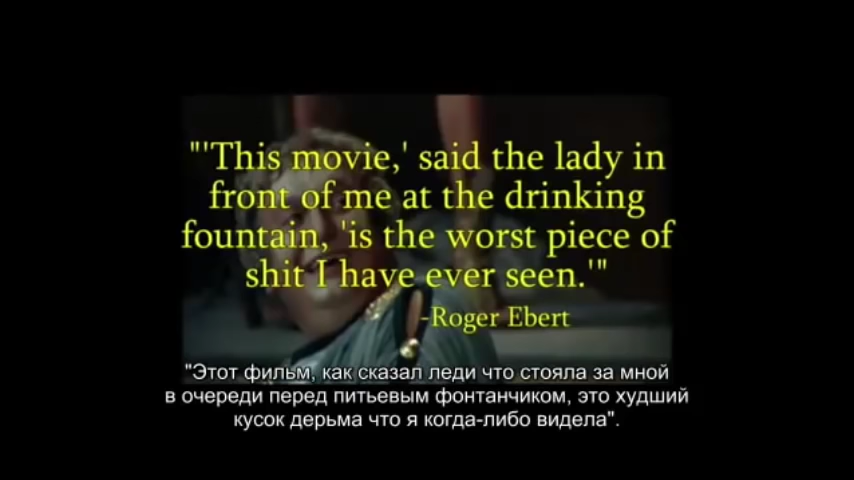 "'This movie,' said the lady in
front of me at the drinking
fountain, 'is the worst piece of
shit I have ever seen.'"
-Roger Ebert
"Этот фильм, как сказал леди что стояла за мной
в очереди перед питьевым фонтанчиком, это худший
кусок дерьма что я когда-либо видела".